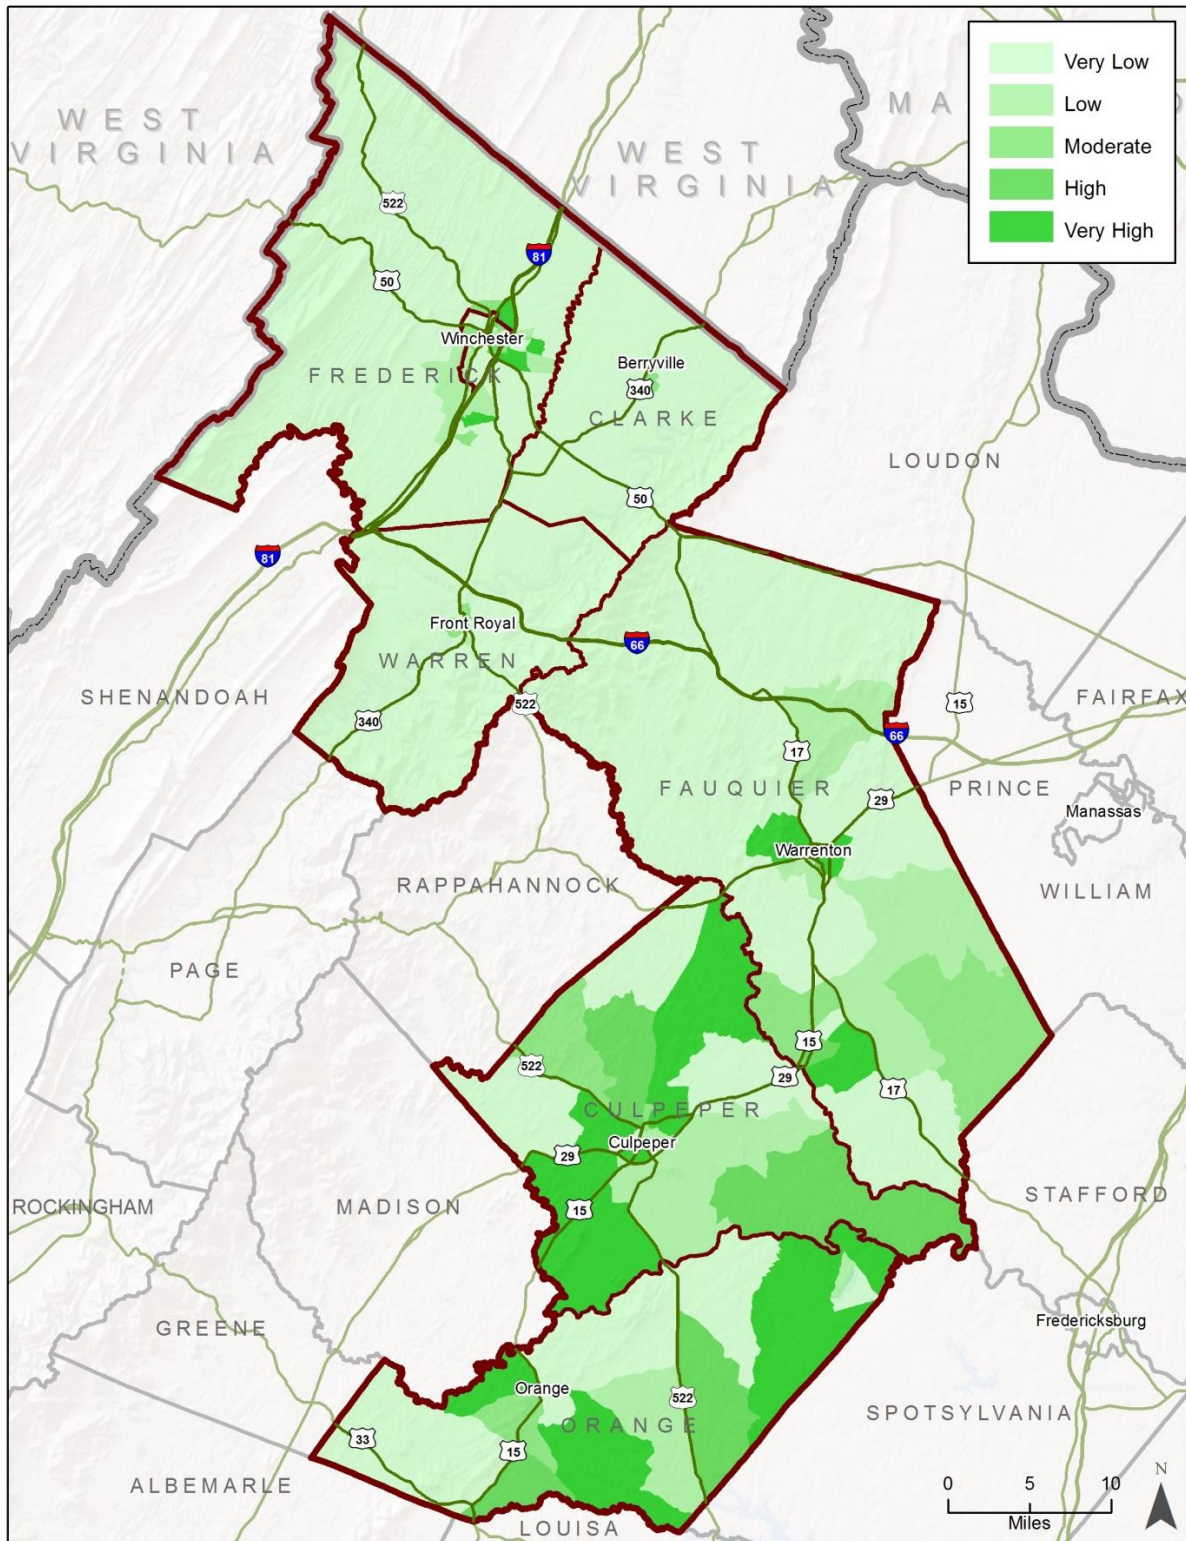 Very Low
Low
Moderate
High
Very High
WEST
VIRGINIA
WEST
VIRGINIA
MA
522
81
50
Winchester
Berryville
FREDERICK
340
CLARKE
LOUDON
50
81
Front Royal
66
WARREN
SHENANDOAH
522
15
FAIRFAX
340
66
17
FAUQUIER
PRINCE
29
Manassas
Warrenton
RAPPAHANNOCK
WILLIAM
PAGE
15
522
29
17
CULPEPER
Culpeper
29
STAFFORD
ROCKINGHAM
MADISON
15
GREENE
Fredericksburg
Orange
522
ORANGE
SPOTSYLVANIA
33
15
ALBEMARLE
LOUISA
0 5 10
Miles
N